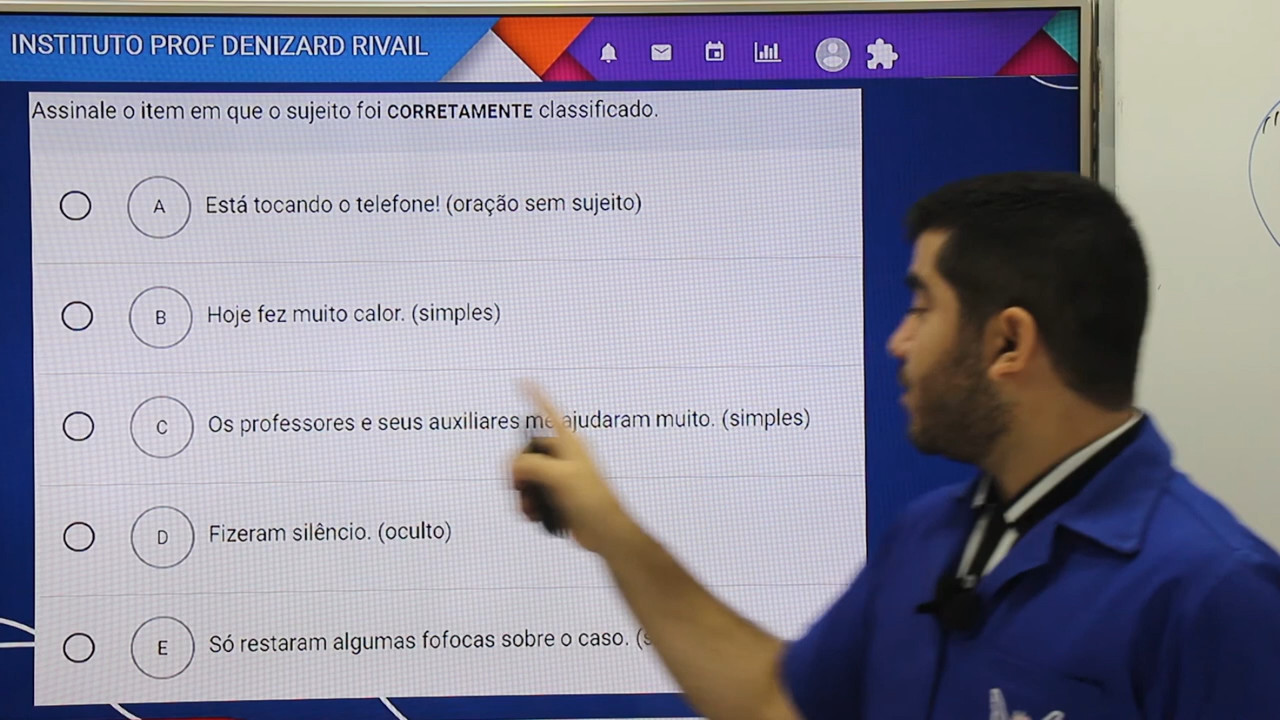 INSTITUTO PROF DENIZARD RIVAIL
Assinale o item em que o sujeito foi CORRETAMENTE classificado.
A Está tocando o telefone! (oração sem sujeito)
B Hoje fez muito calor. (simples)
C Os professores e seus auxiliares me ajudaram muito. (simples)
D Fizeram silêncio. (oculto)
E Só restaram algumas fofocas sobre o caso.